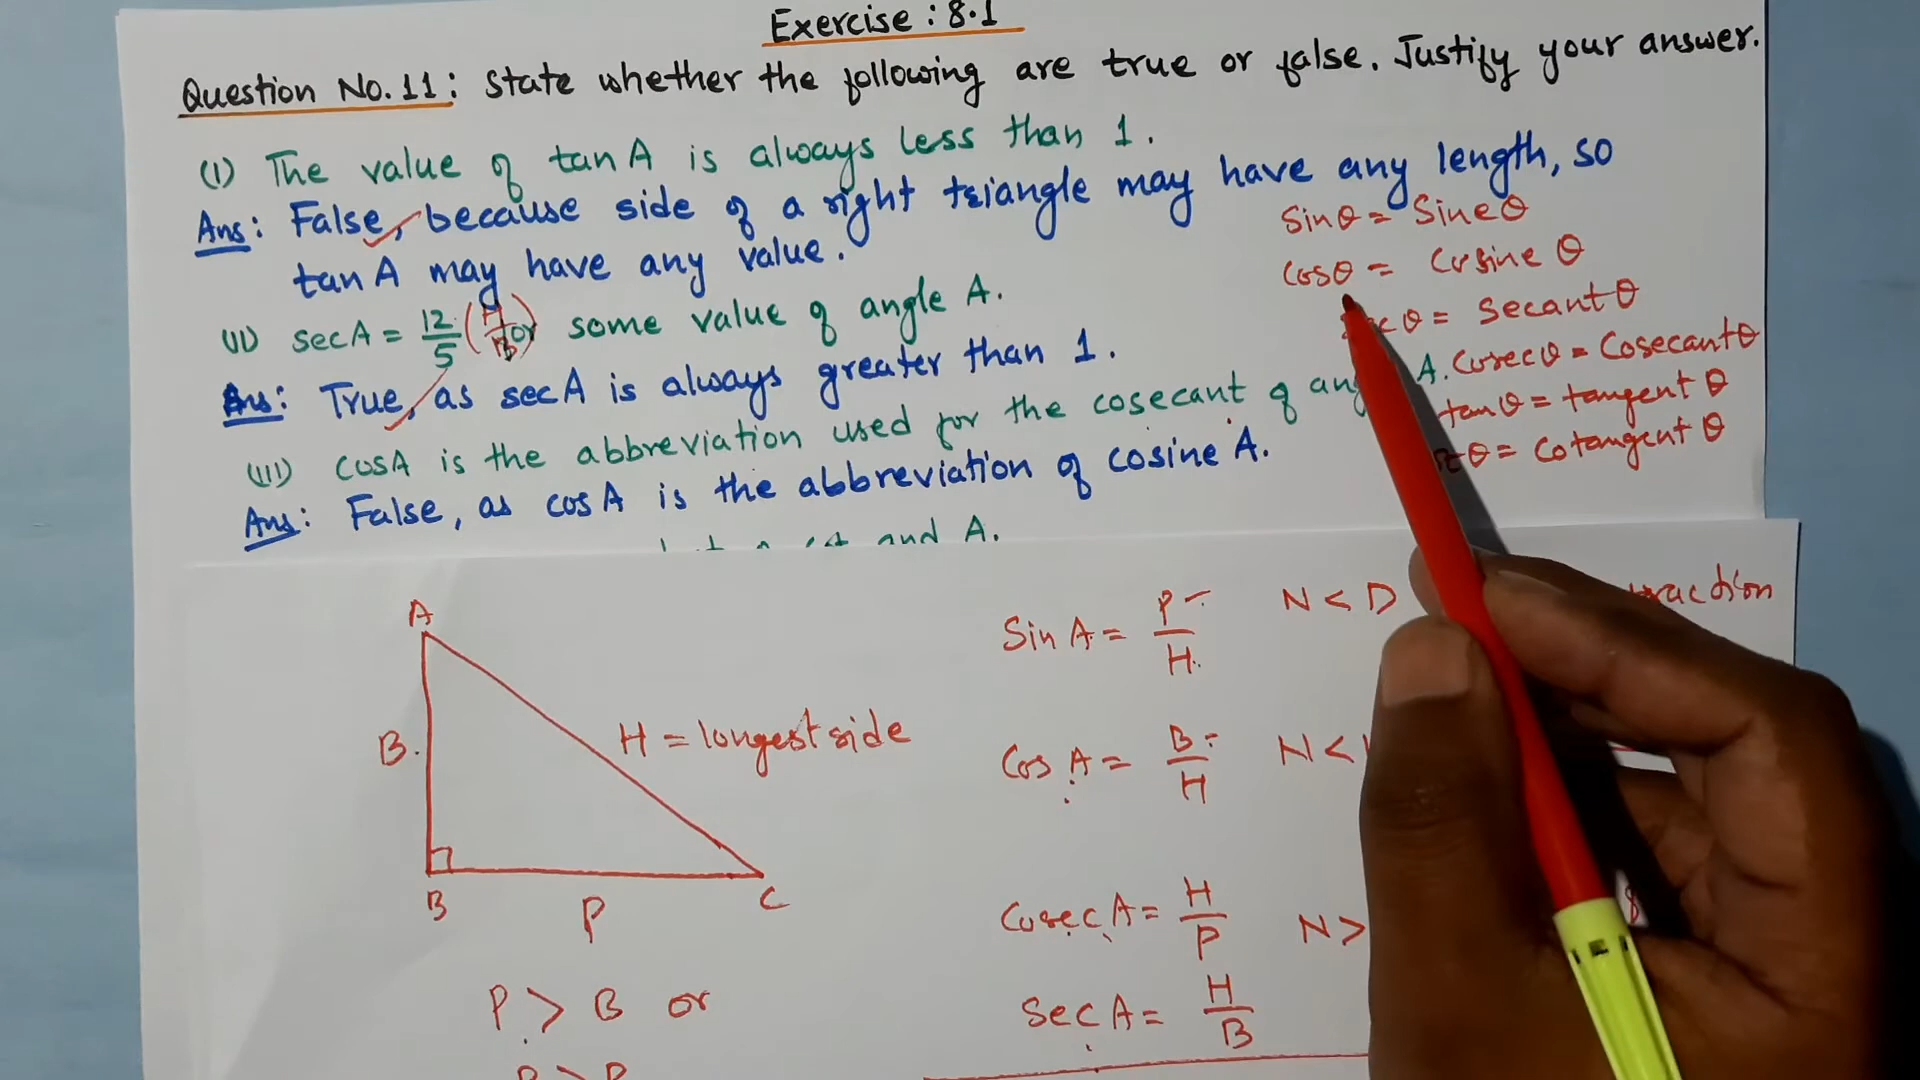 Exercise : 8.1
Question No. 11 : State whether the following are true or false. Justify your answer.
(I) The value of tan A is always less than 1.
Ans : False, because side of a right triangle may have any length, so
tan A may have any value.
(II) sec A = 12/5 (H/B) for some value of angle A.
Ans : True, as sec A is always greater than 1.
(III) cos A is the abbreviation used for the cosecant of angle A.
Ans : False, as cos A is the abbreviation of cosine A.
and A.
Sin θ = Sine θ
Cos θ = Cosine θ
Sec θ = Secant θ
Cosec θ = Cosecant θ
tan θ = tangent θ
θ = Cotangent θ
A
B
H = longest side
B
P
C
P > B or
Sin A = P/H N < D
Cos A = B/H N <
Cosec A = H/P N >
Sec A = H/B